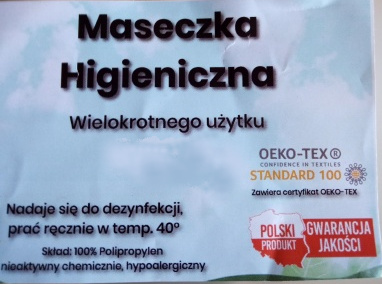 Maseczka
Higieniczna
Wielokrotnego użytku
OEKO-TEX®
CONFIDENCE IN TEXTILES
STANDARD 100
Zawiera certyfikat OEKO-TEX
Nadaje się do dezynfekcji,
prać ręcznie w temp. 40°
Skład: 100% Polipropylen
nieaktywny chemicznie, hypoalergiczny
POLSKI
PRODUKT
GWARANCJA
JAKOŚCI